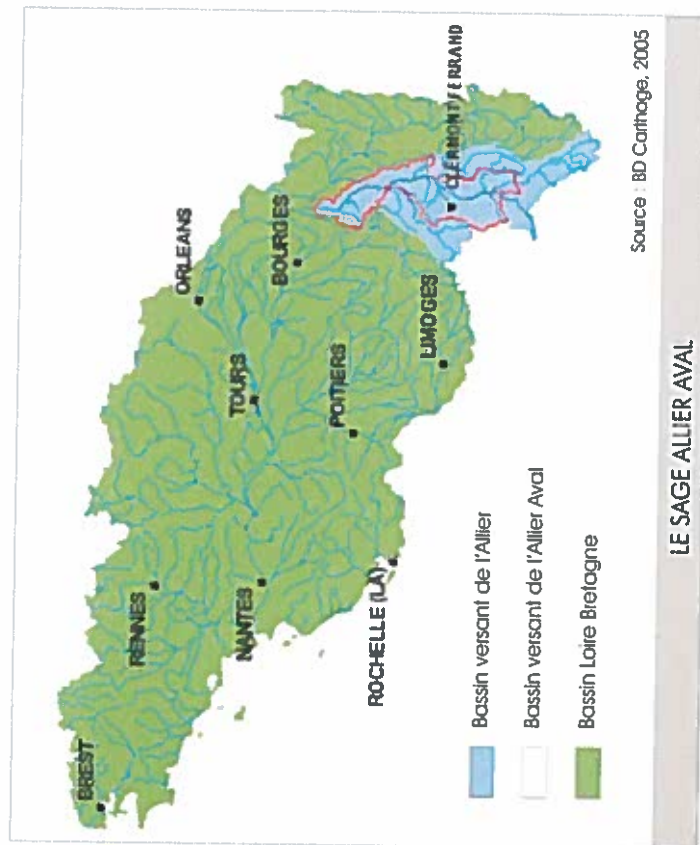 BREST
RENNES
NANTES
ROCHELLE (LA)
TOURS
POITIERS
ORLEANS
BOURGES
LIMOGES
CLERMONT FERRAND
Bassin versant de l'Allier
Bassin versant de l'Allier Aval
Bassin Loire Bretagne
Source : BD Carthage, 2005
LE SAGE ALLIER AVAL